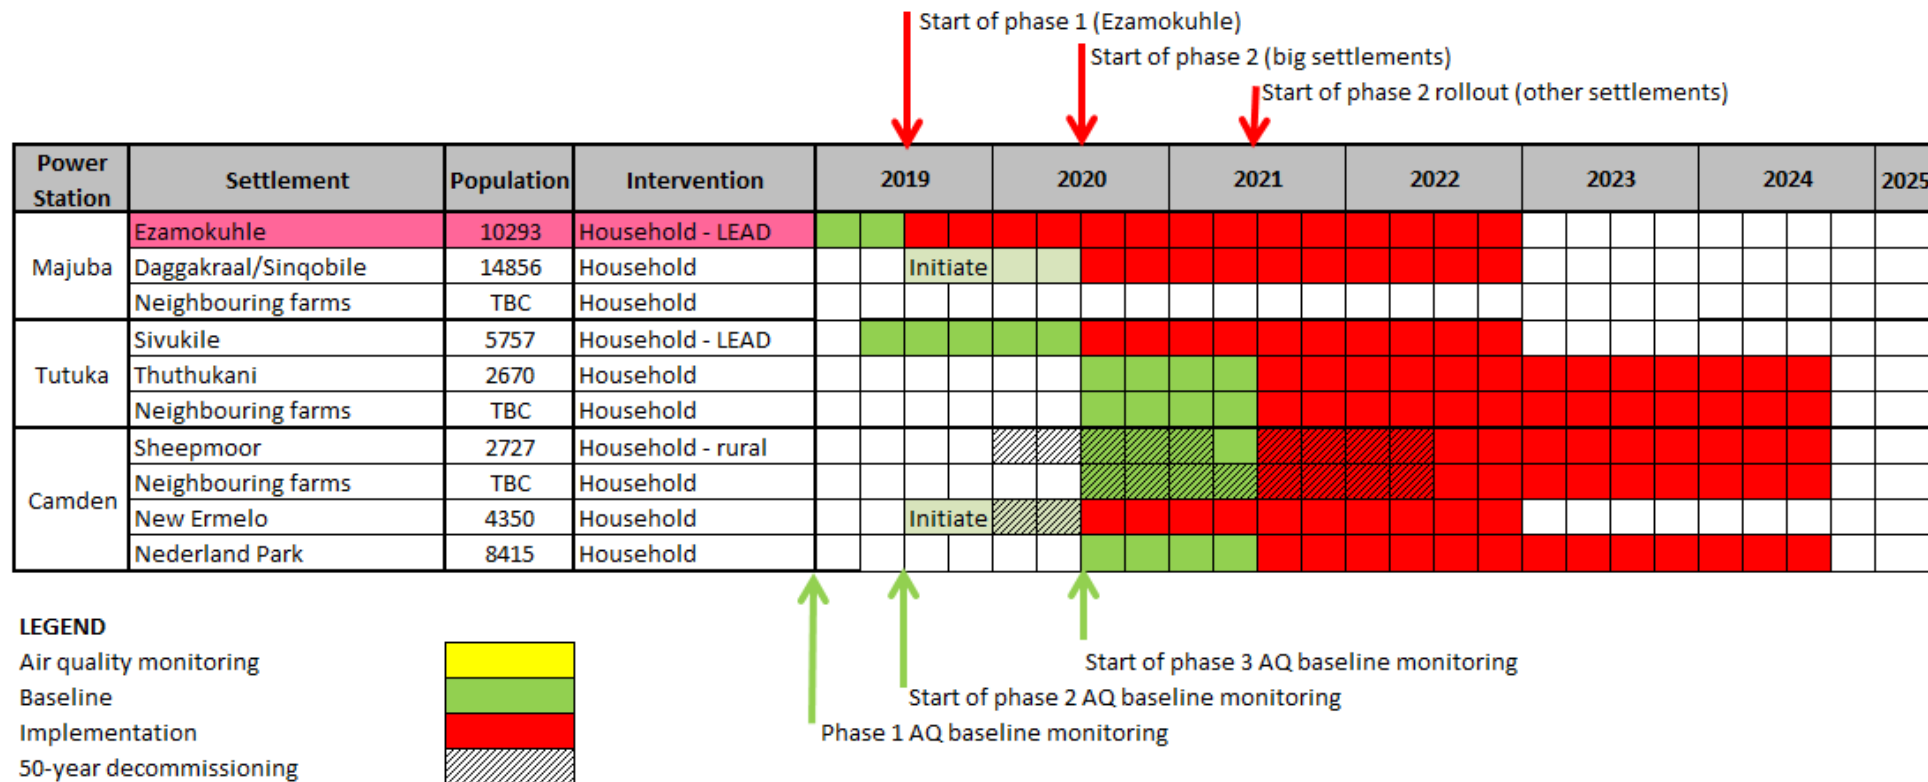 Start of phase 1 (Ezamokuhle)
Start of phase 2 (big settlements)
Start of phase 2 rollout (other settlements)
Power Station Settlement Population Intervention 2019 2020 2021 2022 2023 2024 2025
Majuba
Ezamokuhle 10293 Household - LEAD
Daggakraal/Sinqobile 14856 Household Initiate
Neighbouring farms TBC Household
Tutuka
Sivukile 5757 Household - LEAD
Thuthukani 2670 Household
Neighbouring farms TBC Household
Camden
Sheepmoor 2727 Household - rural
Neighbouring farms TBC Household
New Ermelo 4350 Household Initiate
Nederland Park 8415 Household
LEGEND
Air quality monitoring
Baseline
Implementation
50-year decommissioning
Start of phase 3 AQ baseline monitoring
Start of phase 2 AQ baseline monitoring
Phase 1 AQ baseline monitoring